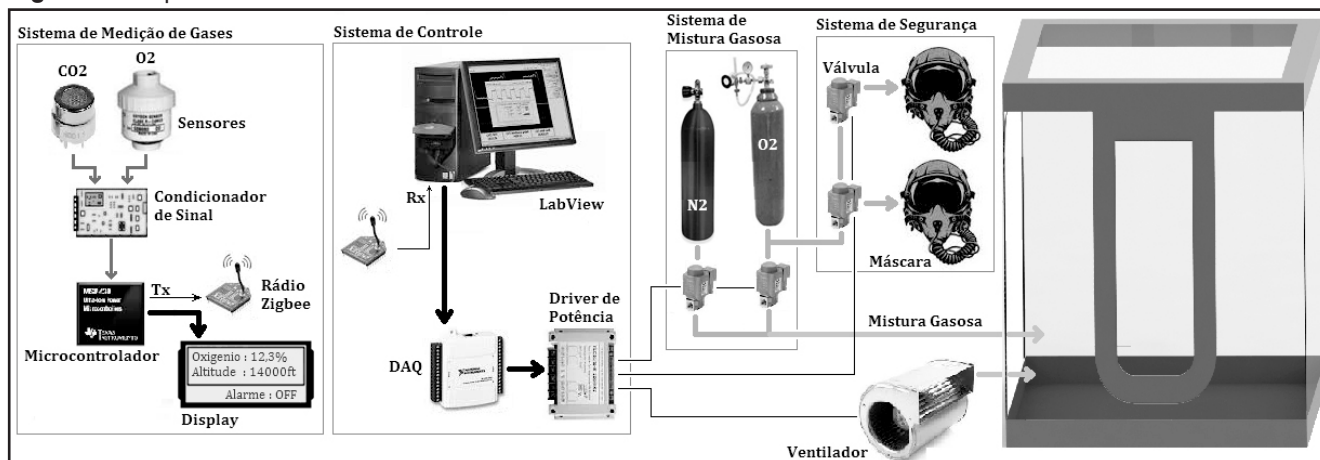 Sistema de Medição de Gases
CO2
O2
Sensores
Condicionador
de Sinal
Tx
Rádio
Zigbee
Microcontrolador
TEXAS
INSTRUMENTS
Oxigenio : 12,3%
Altitude : 14000ft
Alarme : OFF
Display
Sistema de Controle
Rx
LabView
DAQ
Driver de
Potência
Sistema de
Mistura Gasosa
N2
O2
Sistema de Segurança
Válvula
Máscara
Mistura Gasosa
Ventilador